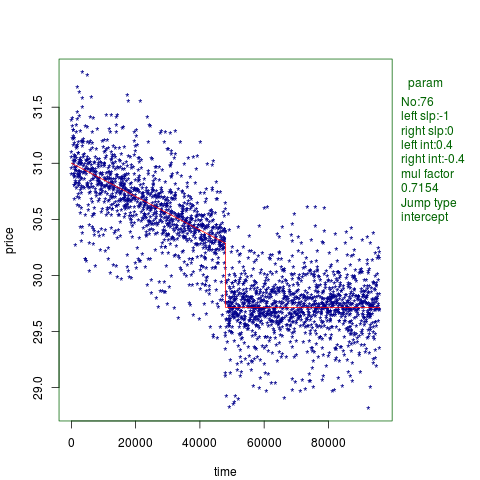 param
No:76
left slp:-1
right slp:0
left int:0.4
right int:-0.4
mul factor
0.7154
Jump type
intercept
31.5
31.0
30.5
30.0
29.5
29.0
price
0 20000 40000 60000 80000
time